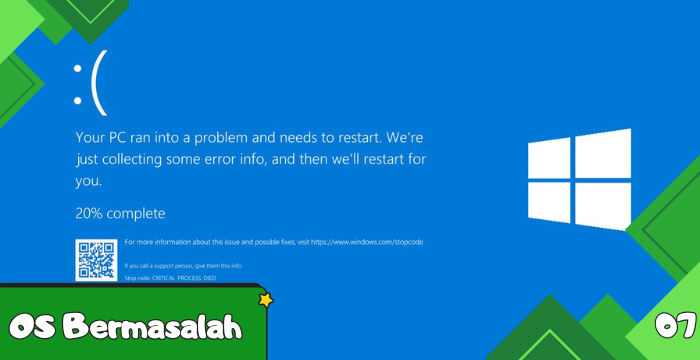 :(
Your PC ran into a problem and needs to restart. We're
just collecting some error info, and then we'll restart for
you.
20% complete
For more information about this issue and possible fixes, visit https://www.windows.com/stopcode
If you call a support person, give them this info:
Stop code: CRITICAL_PROCESS_DIED
OS Bermasalah
07